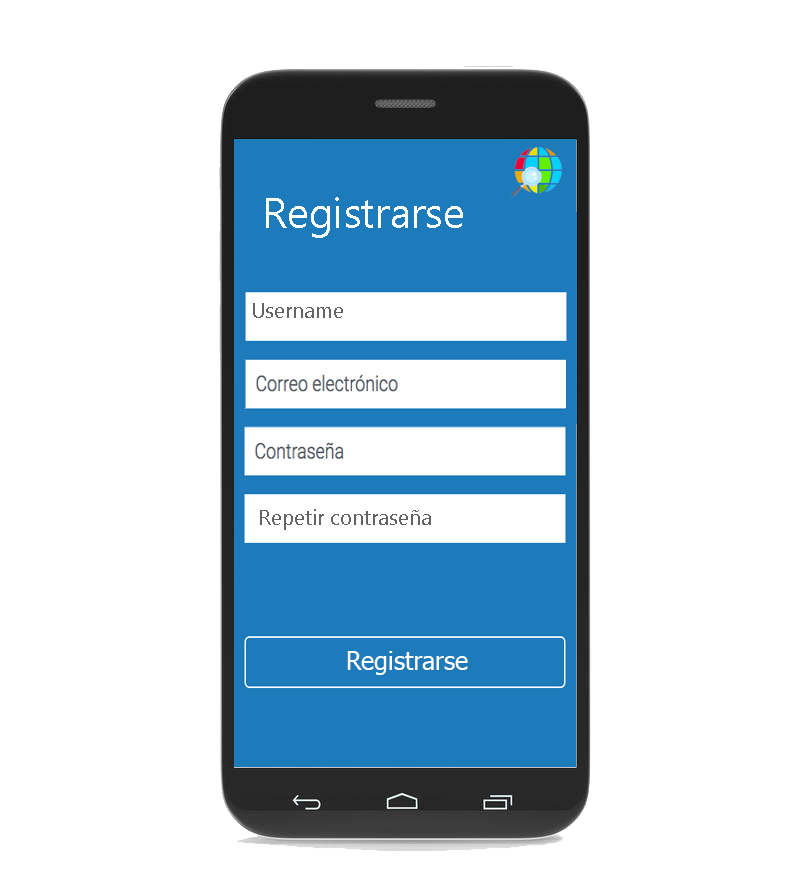 Registrarse
Username
Correo electrónico
Contraseña
Repetir contraseña
Registrarse